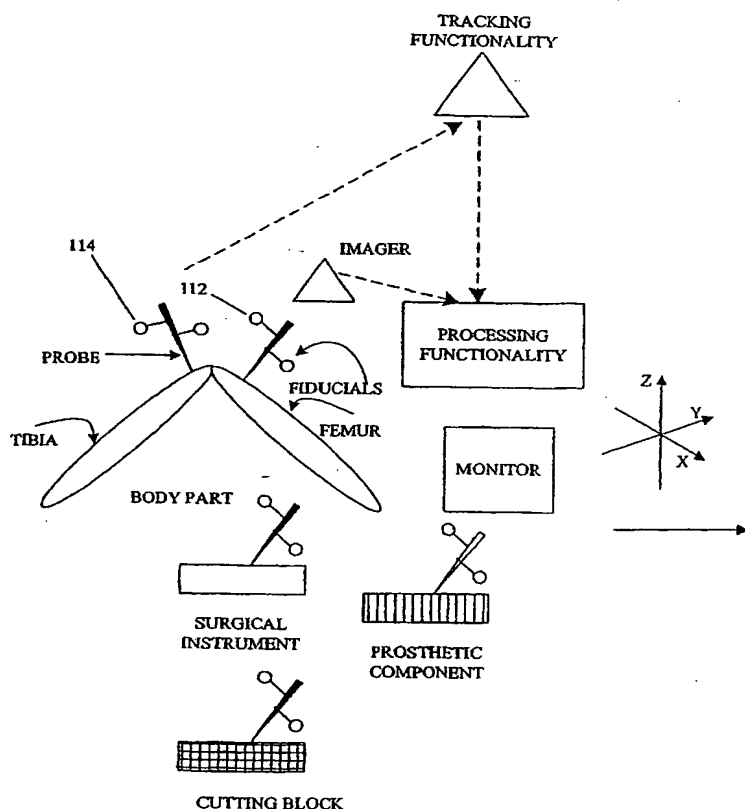 TRACKING
FUNCTIONALITY
114
IMAGER
112
PROCESSING
FUNCTIONALITY
PROBE
FIDUCIALS
TIBIA
FEMUR
Z
Y
X
MONITOR
BODY PART
SURGICAL
INSTRUMENT
PROSTHETIC
COMPONENT
CUTTING BLOCK